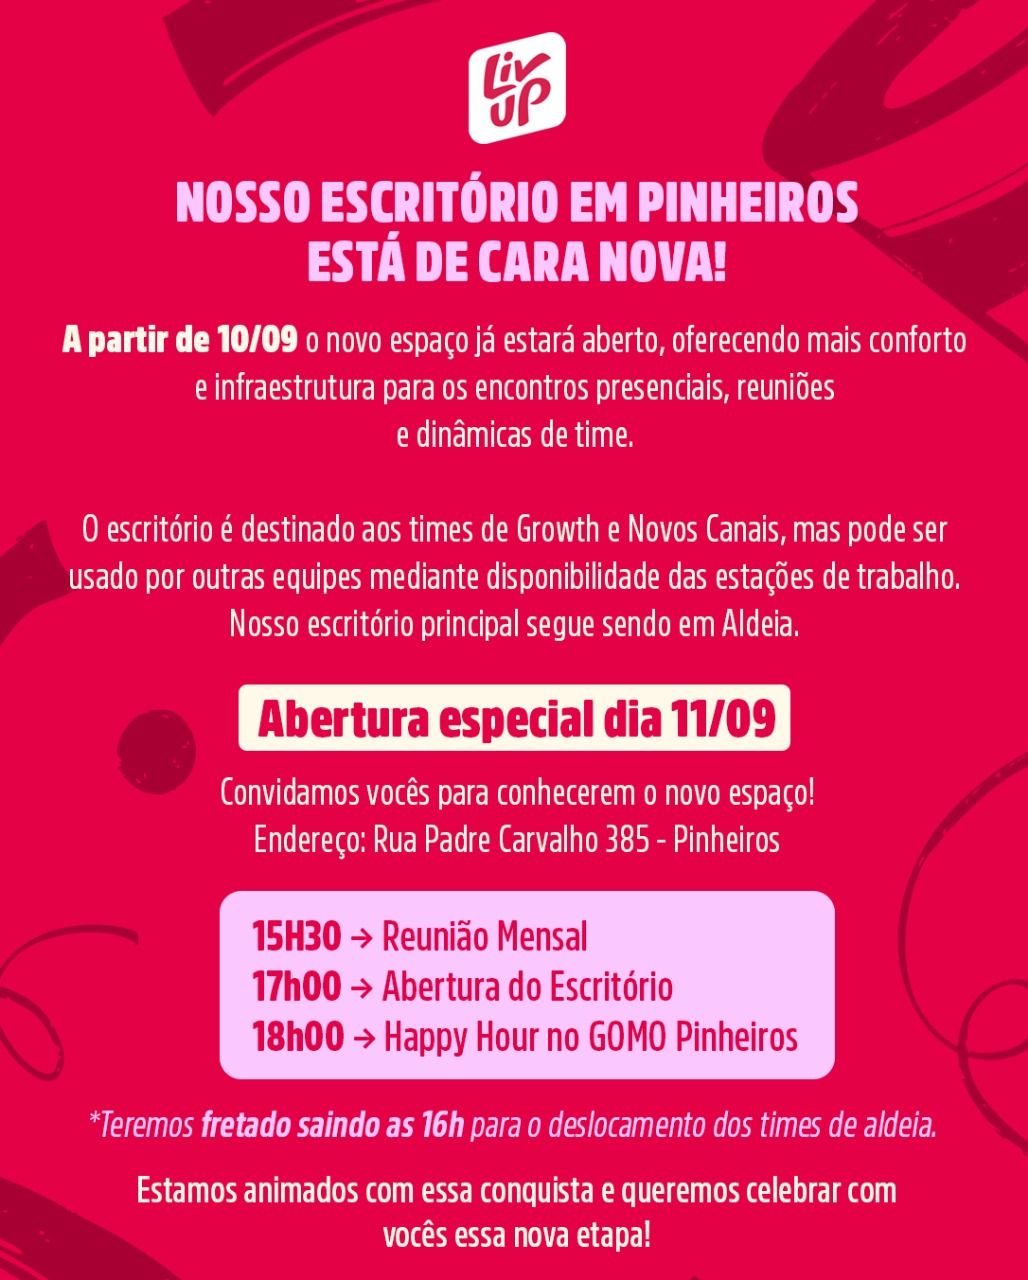 Liv
up
NOSSO ESCRITÓRIO EM PINHEIROS
ESTÁ DE CARA NOVA!
A partir de 10/09 o novo espaço já estará aberto, oferecendo mais conforto
e infraestrutura para os encontros presenciais, reuniões
e dinâmicas de time.
O escritório é destinado aos times de Growth e Novos Canais, mas pode ser
usado por outras equipes mediante disponibilidade das estações de trabalho.
Nosso escritório principal segue sendo em Aldeia.
Abertura especial dia 11/09
Convidamos vocês para conhecerem o novo espaço!
Endereço: Rua Padre Carvalho 385 - Pinheiros
15H30 → Reunião Mensal
17h00 → Abertura do Escritório
18h00 → Happy Hour no GOMO Pinheiros
*Teremos fretado saindo as 16h para o deslocamento dos times de aldeia.
Estamos animados com essa conquista e queremos celebrar com
vocês essa nova etapa!